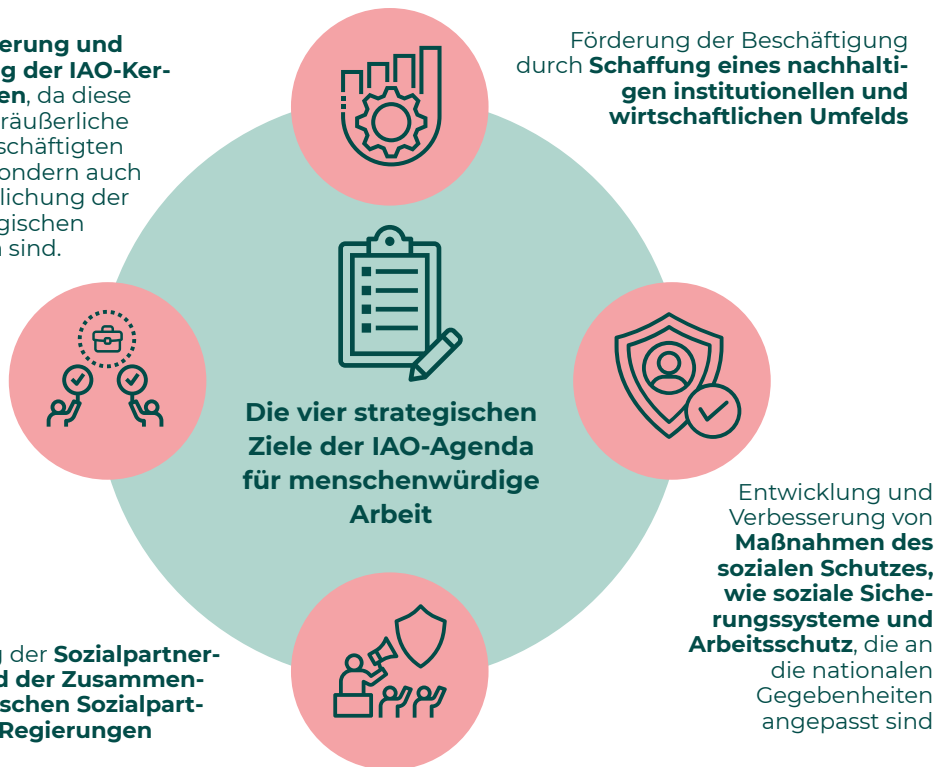 erung und
g der IAO-Ker-
en, da diese
räußerliche
schäftigten
ondern auch
lichung der
gischen
sind.
Förderung der Beschäftigung
durch Schaffung eines nachhalti-
gen institutionellen und
wirtschaftlichen Umfelds
Die vier strategischen
Ziele der IAO-Agenda
für menschenwürdige
Arbeit
Entwicklung und
Verbesserung von
Maßnahmen des
sozialen Schutzes,
wie soziale Siche-
rungssysteme und
Arbeitsschutz, die an
die nationalen
Gegebenheiten
angepasst sind
g der Sozialpartner-
d der Zusammen-
ischen Sozialpart-
Regierungen